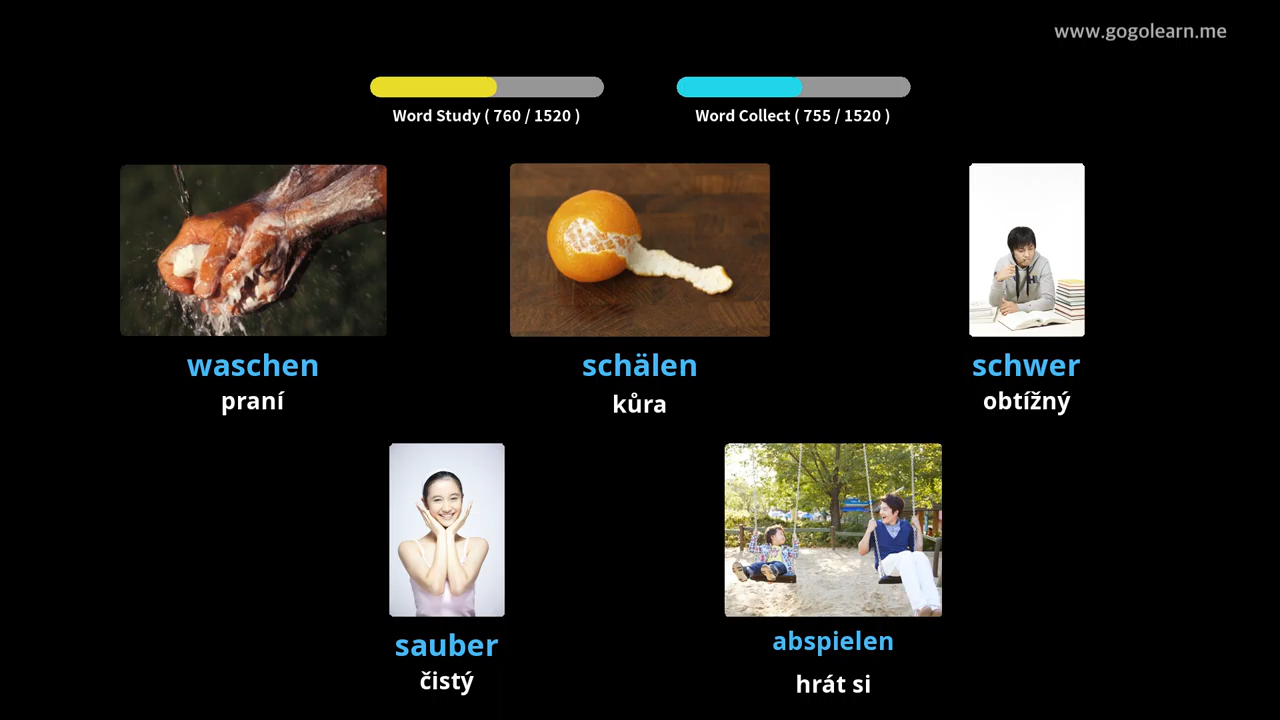 www.gogolearn.me
Word Study ( 760 / 1520 )
Word Collect ( 755 / 1520 )
waschen
praní
schälen
kůra
schwer
obtížný
sauber
čistý
abspielen
hrát si